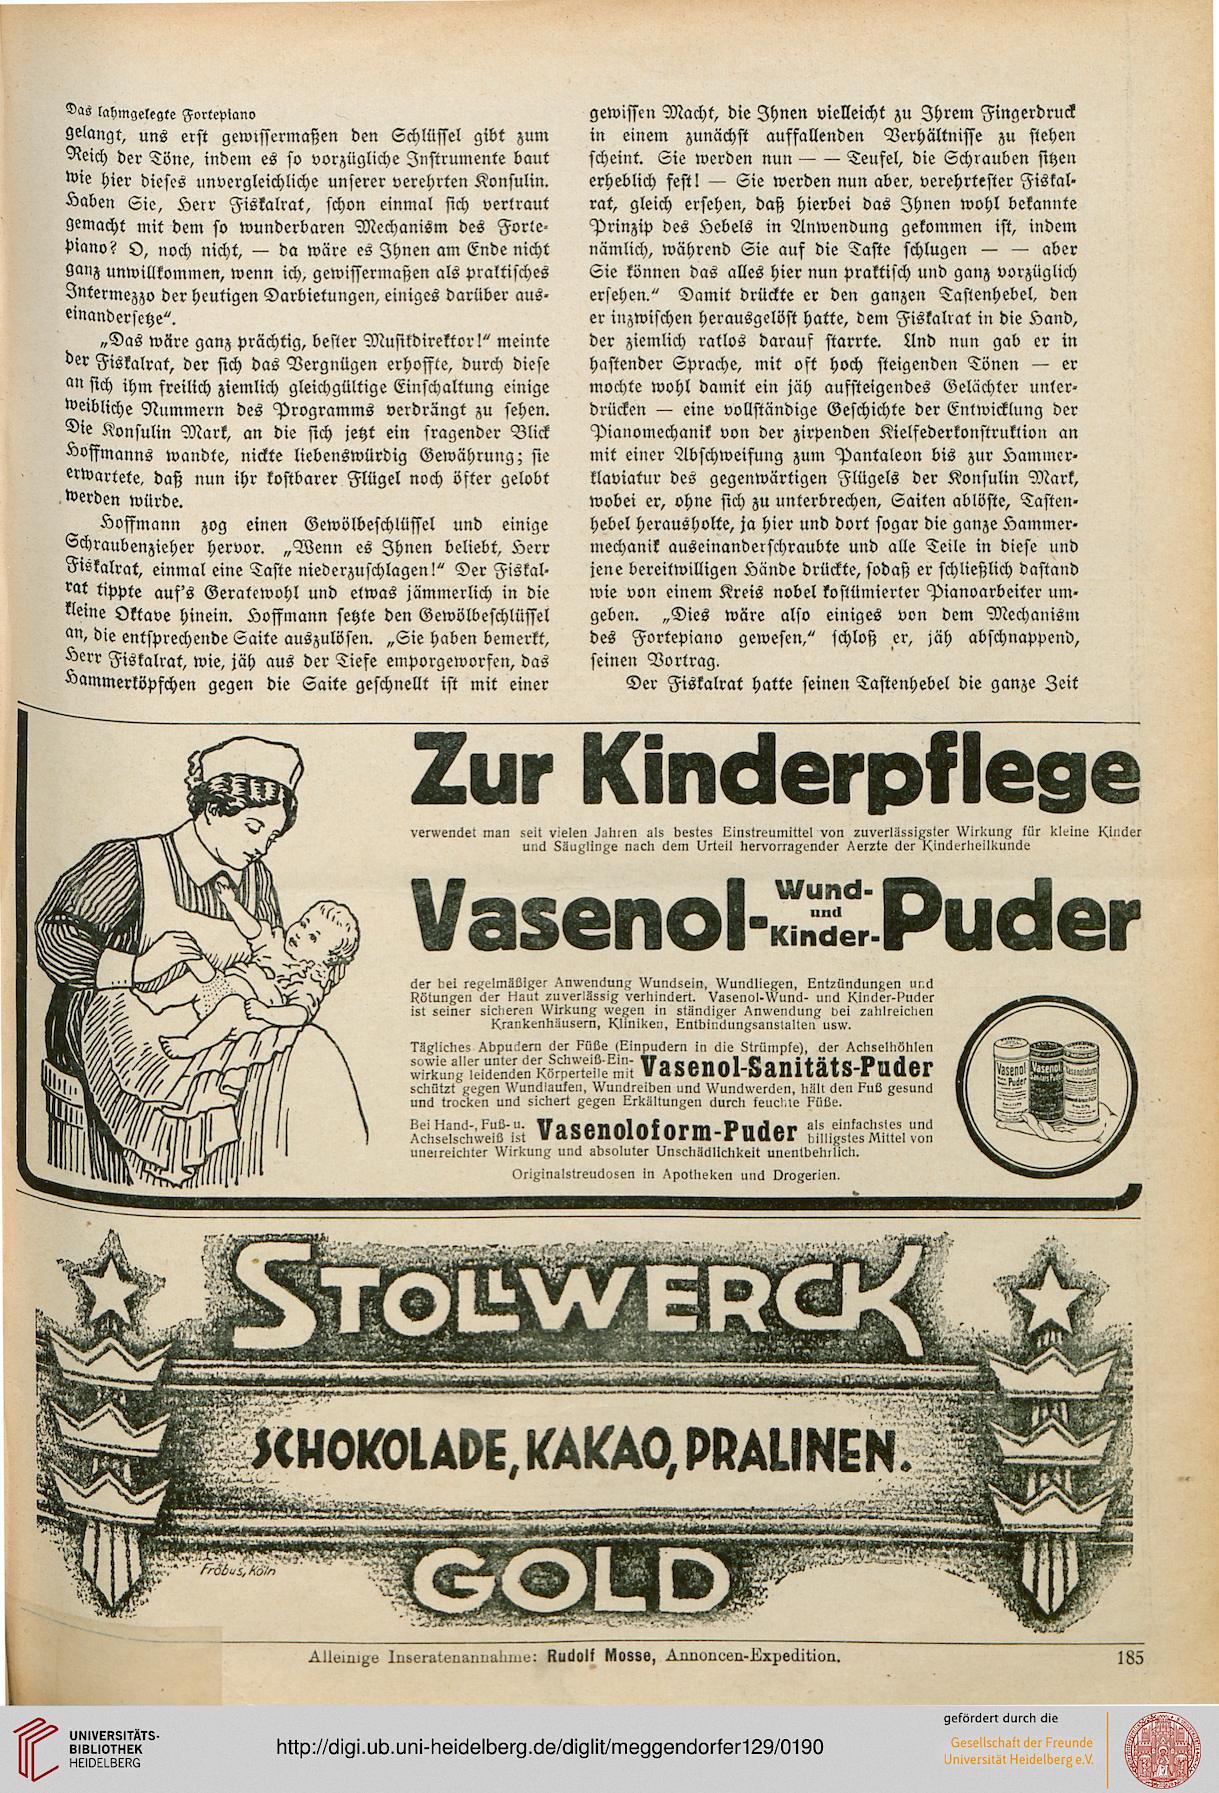 Das lahmgelegte Fortepiano
gelangt, uns erst gewissermaßen den Schlüssel gibt zum
Reich der Töne, indem es so vorzügliche Instrumente baut
wie hier dieses unvergleichliche unserer verehrten Konsulin.
Haben Sie, Herr Fiskalrat, schon einmal sich vertraut
gemacht mit dem so wunderbaren Mechanism des Forte-
piano? O, noch nicht, — da wäre es Ihnen am Ende nicht
ganz unwillkommen, wenn ich, gewissermaßen als praktisches
Intermezzo der heutigen Darbietungen, einiges darüber aus-
einandersetze“.
„Das wäre ganz prächtig, bester Musikdirektor!“ meinte
der Fiskalrat, der sich das Vergnügen erhoffte, durch diese
an sich ihm freilich ziemlich gleichgültige Einschaltung einige
weibliche Nummern des Programms verdrängt zu sehen.
Die Konsulin Mark, an die sich jetzt ein fragender Blick
Hoffmanns wandte, nickte liebenswürdig Gewährung; sie
erwartete, daß nun ihr kostbarer Flügel noch öfter gelobt
werden würde.
Hoffmann zog einen Gewölbeschlüssel und einige
Schraubenzieher hervor. „Wenn es Ihnen beliebt, Herr
Fiskalrat, einmal eine Taste niederzuschlagen!“ Der Fiskal-
rat tippte auf's Geratewohl und etwas jämmerlich in die
kleine Oktave hinein. Hoffmann setzte den Gewölbeschlüssel
an, die entsprechende Saite auszulösen. „Sie haben bemerkt,
Herr Fiskalrat, wie, jäh aus der Tiefe emporgeworfen, das
Hammerköpfchen gegen die Saite geschnellt ist mit einer
gewissen Macht, die Ihnen vielleicht zu Ihrem Fingerdruck
in einem zunächst auffallenden Verhältnisse zu stehen
scheint. Sie werden nun — — Teufel, die Schrauben sitzen
erheblich fest! — Sie werden nun aber, verehrtester Fiskal-
rat, gleich ersehen, daß hierbei das Ihnen wohl bekannte
Prinzip des Hebels in Anwendung gekommen ist, indem
nämlich, während Sie auf die Taste schlugen — — aber
Sie können das alles hier nun praktisch und ganz vorzüglich
ersehen.“ Damit drückte er den ganzen Tastenhebel, den
er inzwischen herausgelöst hatte, dem Fiskalrat in die Hand,
der ziemlich ratlos darauf starrte. Und nun gab er in
hastender Sprache, mit oft hoch steigenden Tönen — er
mochte wohl damit ein jäh aufsteigendes Gelächter unter-
drücken — eine vollständige Geschichte der Entwicklung der
Pianomechanik von der zirpenden Kielfederkonstruktion an
mit einer Abschweifung zum Pantaleon bis zur Hammer-
klaviatur des gegenwärtigen Flügels der Konsulin Mark,
wobei er, ohne sich zu unterbrechen, Saiten ablöste, Tasten-
hebel herausholte, ja hier und dort sogar die ganze Hammer-
mechanik auseinanderschraubte und alle Teile in diese und
jene bereitwilligen Hände drückte, sodaß er schließlich dastand
wie von einem Kreis nobel kostümierter Pianoarbeiter um-
geben. „Dies wäre also einiges von dem Mechanism
des Fortepiano gewesen,“ schloß er, jäh abschnappend,
seinen Vortrag.
Der Fiskalrat hatte seinen Tastenhebel die ganze Zeit
Zur Kinderpflege
verwendet man seit vielen Jahren als bestes Einstreumittel von zuverlässigster Wirkung für kleine Kinder
und Säuglinge nach dem Urteil hervorragender Aerzte der Kinderheilkunde
Vasenol-Wund- und Kinder-Puder
der bei regelmäßiger Anwendung Wundsein, Wundliegen, Entzündungen und
Rötungen der Haut zuverlässig verhindert. Vasenol-Wund- und Kinder-Puder
ist seiner sicheren Wirkung wegen in ständiger Anwendung bei zahlreichen
Krankenhäusern, Kliniken, Entbindungsanstalten usw.
Tägliches Abpudern der Füße (Einpudern in die Strümpfe), der Achselhöhlen
sowie aller unter der Schweiß-Ein-
wirkung leidenden Körperteile mit Vasenol-Sanitäts-Puder
schützt gegen Wundlaufen, Wundreiben und Wundwerden, hält den Fuß gesund
und trocken und sichert gegen Erkältungen durch feuchte Füße.
Bei Hand-, Fuß- u.
Achselschweiß ist Vasenoloform-Puder als einfachstes und
billigstes Mittel von
unerreichter Wirkung und absoluter Unschädlichkeit unentbehrlich.
Originalstreudosen in Apotheken und Drogerien.
Vasenol
Puder
Vasenol
Sanitäts Puder
Vasenoloform
STOLLWERCK
SCHOKOLADE, KAKAO, PRALINEN.
GOLD
Fröbus, Köln
Alleinige Inseratenannahme: Rudolf Mosse, Annoncen-Expedition.
185
UNIVERSITÄTS-
BIBLIOTHEK
HEIDELBERG
http://digi.ub.uni-heidelberg.de/diglit/meggendorfer129/0190
gefördert durch die
Gesellschaft der Freunde
Universität Heidelberg e.V.